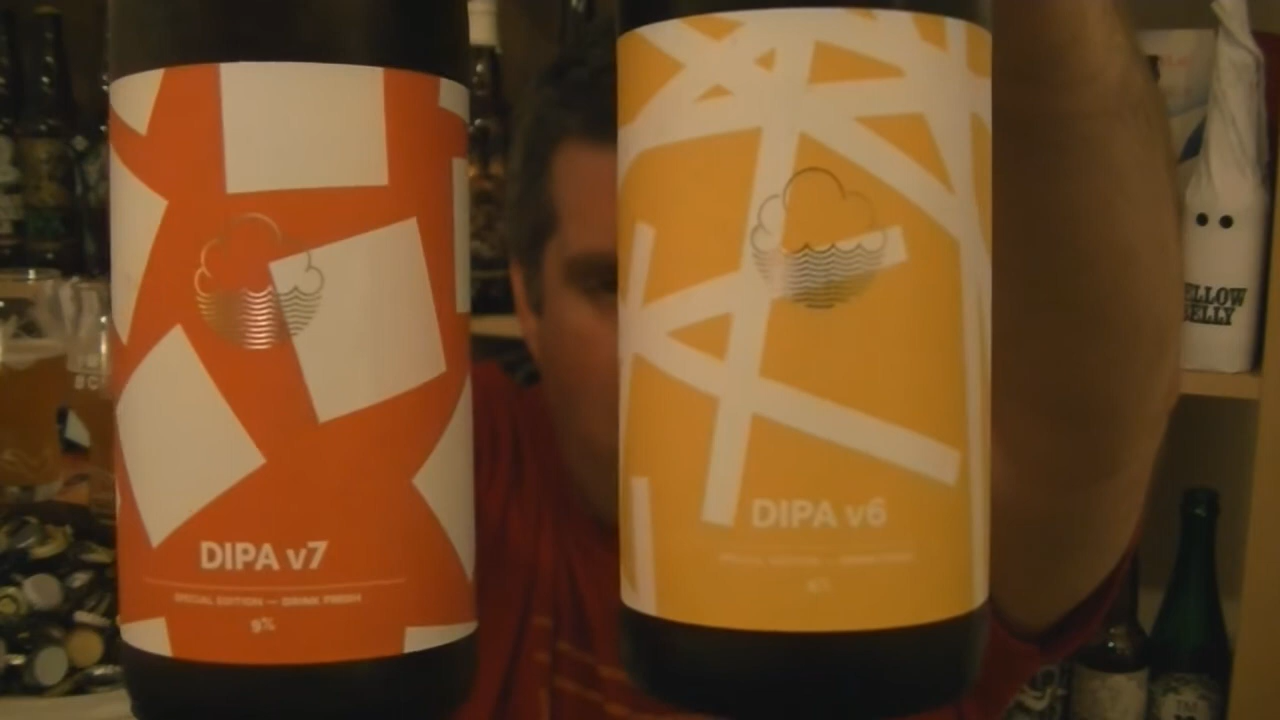 DIPA v7
SPECIAL EDITION — DRINK FRESH
9%
DIPA v6
ELLOW
BELLY